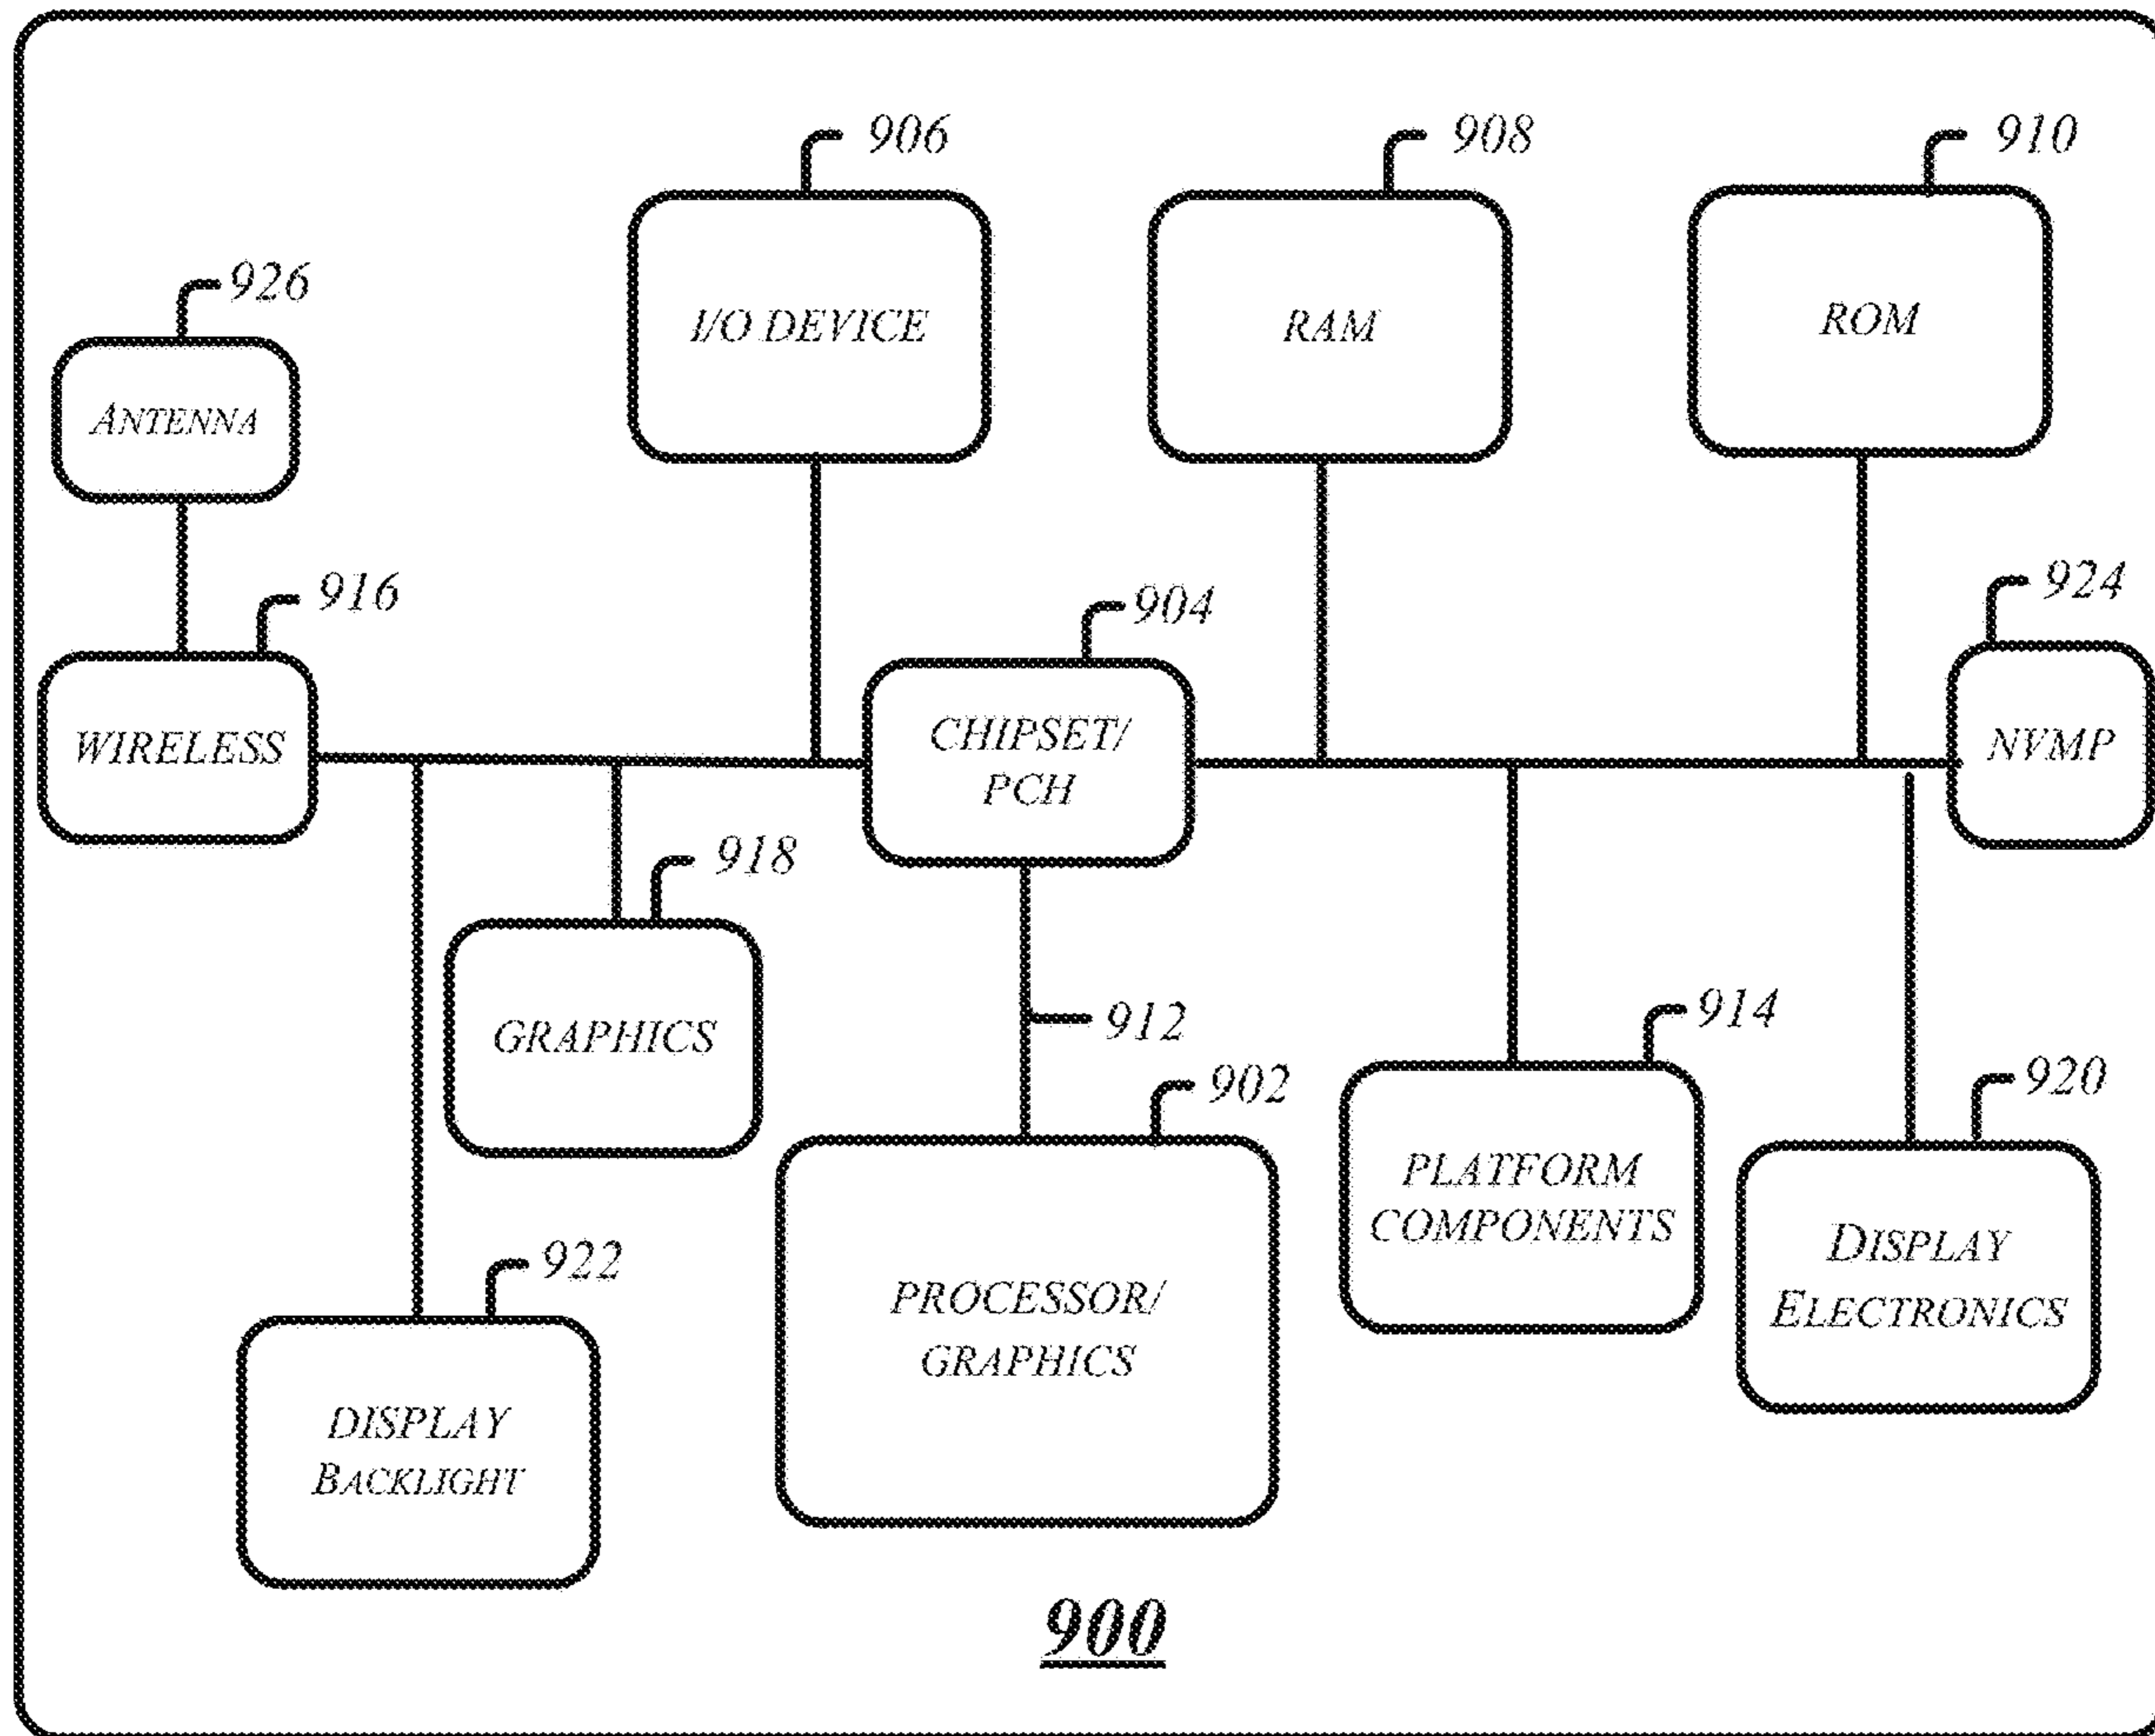 906
908
910
926
I/O DEVICE
RAM
ROM
ANTENNA
916
904
924
WIRELESS
CHIPSET/
PCH
NVMP
918
GRAPHICS
912
914
902
920
PLATFORM
COMPONENTS
DISPLAY
ELECTRONICS
922
PROCESSOR/
GRAPHICS
DISPLAY
BACKLIGHT
900